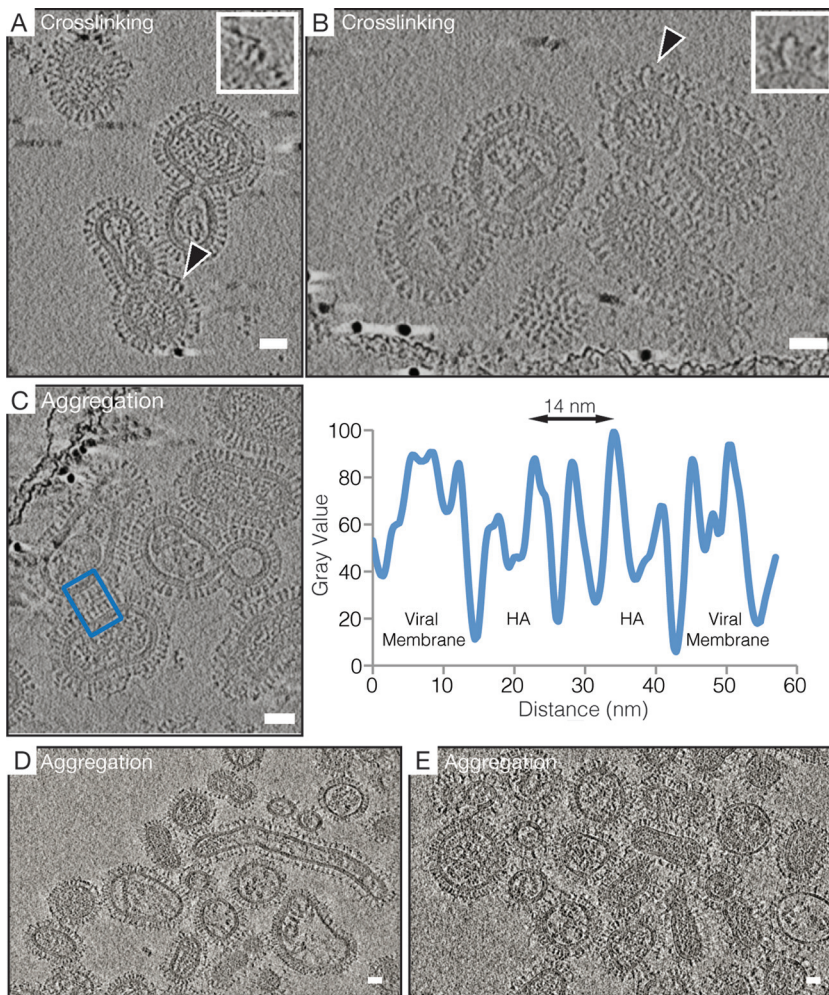 A Crosslinking
B Crosslinking
C Aggregation
14 nm
100
80
60
40
20
0
Gray Value
Viral Membrane
HA
HA
Viral Membrane
0 10 20 30 40 50 60
Distance (nm)
D Aggregation
E Aggregation